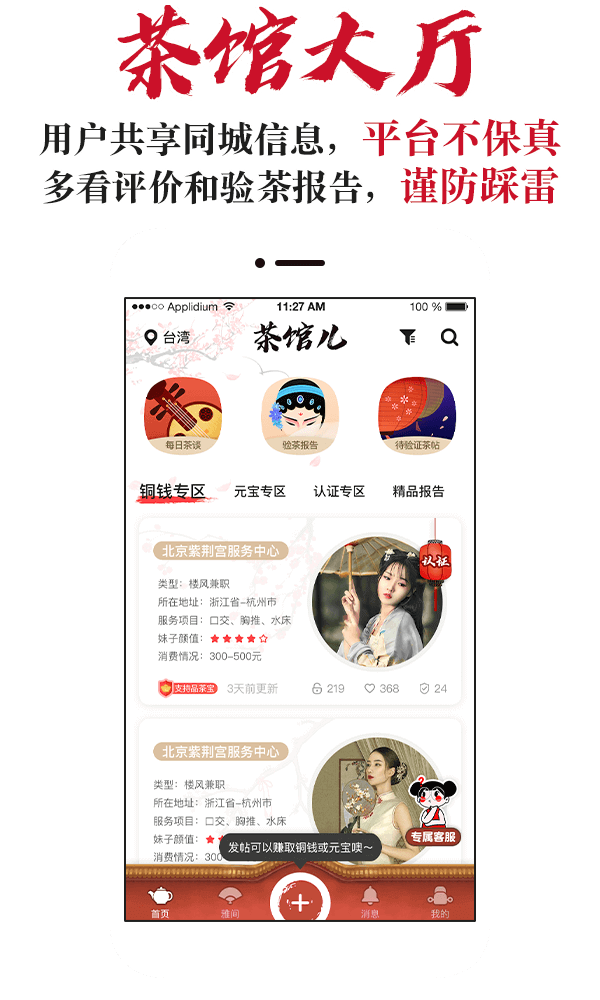 茶馆大厅
用户共享同城信息，平台不保真
多看评价和验茶报告，谨防踩雷
Applidium 11:27 AM 100 %
台湾 茶馆儿
每日茶谈 验茶报告 待验证茶帖
铜钱专区 元宝专区 认证专区 精品报告
北京紫荆宫服务中心
认证
类型：楼凤兼职
所在地址：浙江省-杭州市
服务项目：口交、胸推、水床
妹子颜值：
消费情况：300-500元
支持品茶宝 3天前更新 219 368 24
北京紫荆宫服务中心
类型：楼凤兼职
所在地址：浙江省-杭州市
服务项目：口交、胸推、水床
妹子颜值：
专属客服
发帖可以赚取铜钱或元宝噢～
消费情况：300
首页 雅间 消息 我的